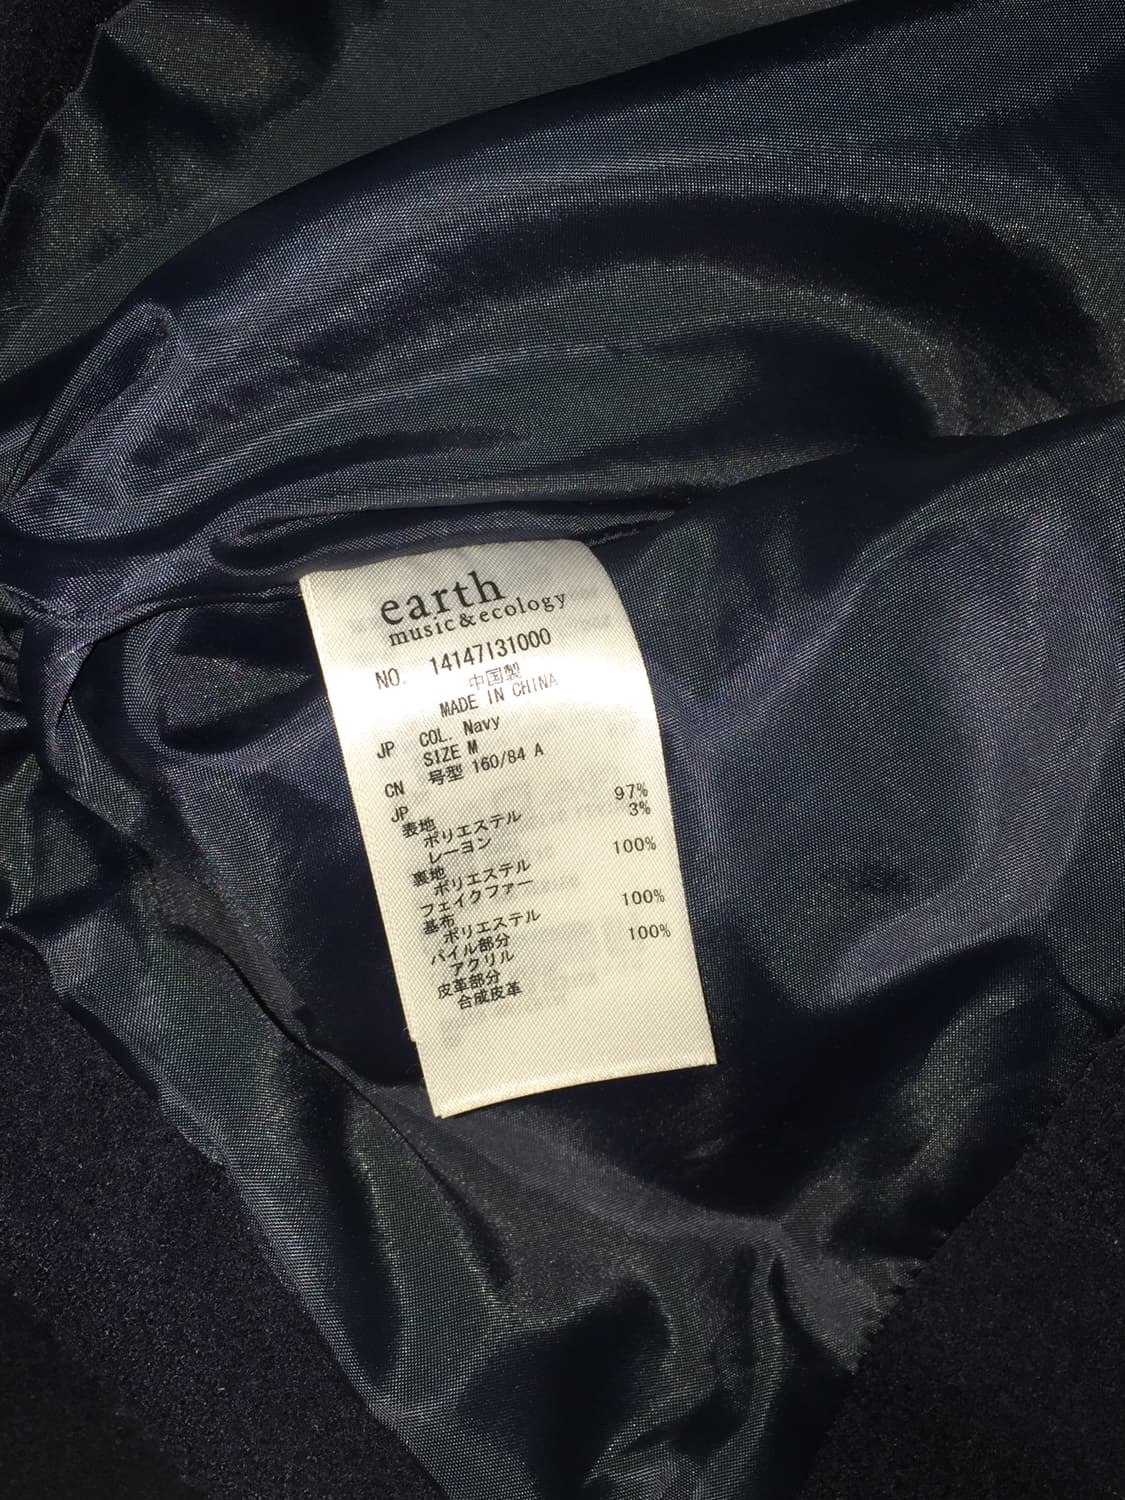 earth
music&ecology
NO. 14147131000
中国製
MADE IN CHINA
JP COL. Navy
SIZE M
CN 号型 160/84 A
JP
表地
ポリエステル 97%
レーヨン 3%
裏地
ポリエステル 100%
フェイクファー
基布
ポリエステル 100%
パイル部分
アクリル 100%
皮革部分
合成皮革